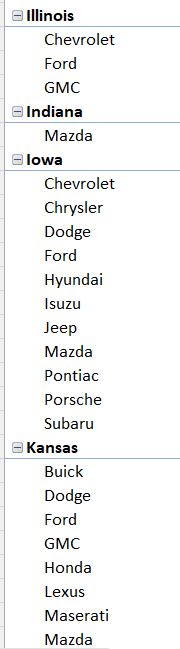 Illinois
Chevrolet
Ford
GMC
Indiana
Mazda
Iowa
Chevrolet
Chrysler
Dodge
Ford
Hyundai
Isuzu
Jeep
Mazda
Pontiac
Porsche
Subaru
Kansas
Buick
Dodge
Ford
GMC
Honda
Lexus
Maserati
Mazda